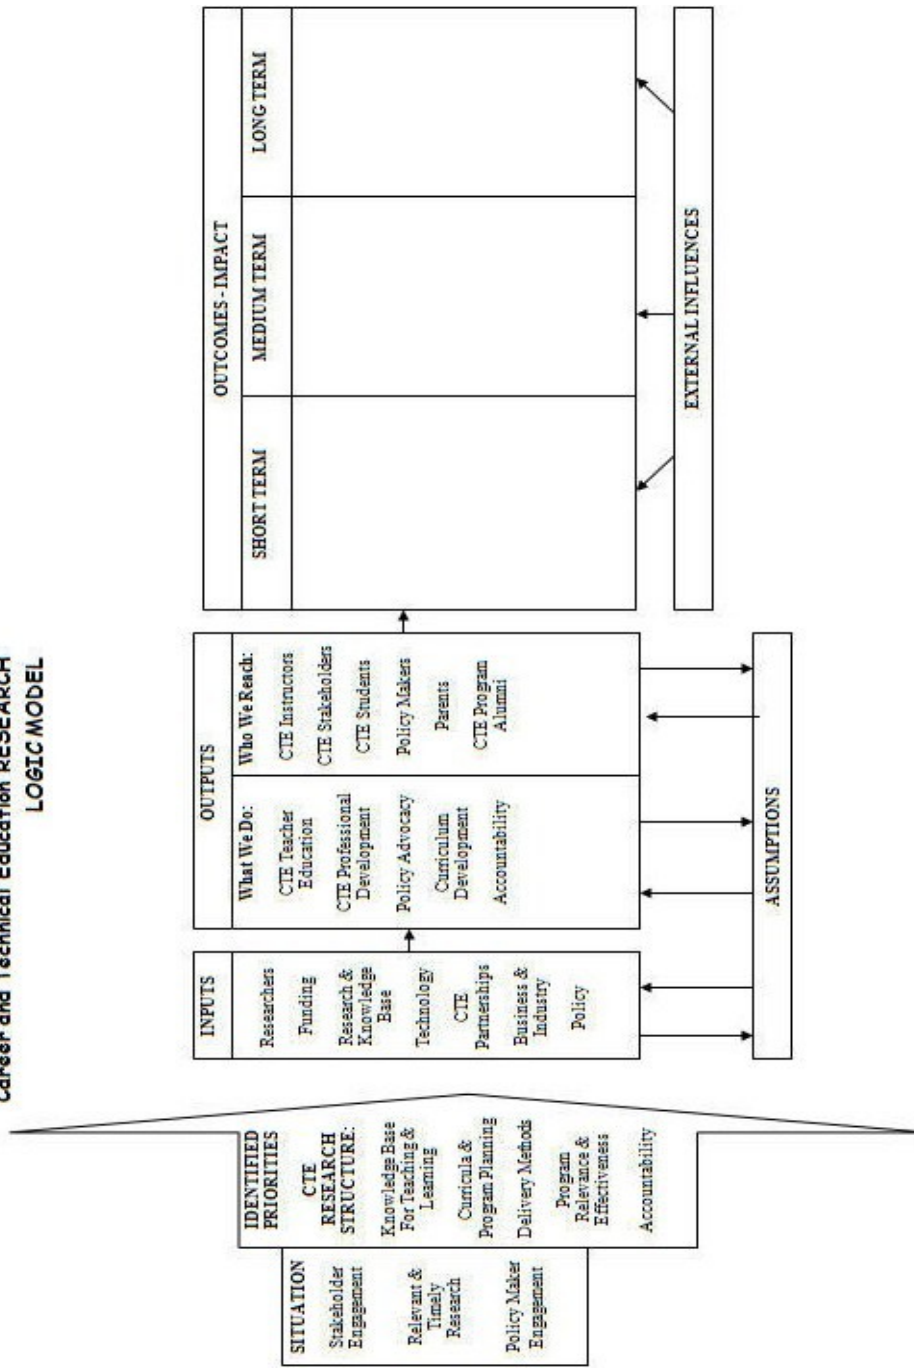 Career and Technical Education RESEARCH
LOGIC MODEL
SITUATION
Stakeholder
Engagement
Relevant &
Timely
Research
Policy Maker
Engagement
IDENTIFIED
PRIORITIES
CTE
RESEARCH
STRUCTURE:
Knowledge Base
For Teaching &
Learning
Curricula &
Program Planning
Delivery Methods
Program
Relevance &
Effectiveness
Accountability
INPUTS
Researchers
Funding
Research &
Knowledge
Base
Technology
CTE
Partnerships
Business &
Industry
Policy
OUTPUTS
What We Do:
CTE Teacher
Education
CTE Professional
Development
Policy Advocacy
Curriculum
Development
Accountability
Who We Reach:
CTE Instructors
CTE Stakeholders
CTE Students
Policy Makers
Parents
CTE Program
Alumni
OUTCOMES - IMPACT
SHORT TERM
MEDIUM TERM
LONG TERM
ASSUMPTIONS
EXTERNAL INFLUENCES